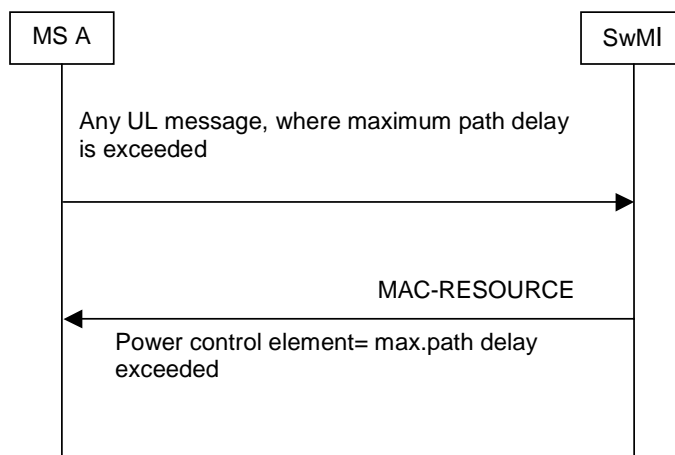 MS A
SwMI
Any UL message, where maximum path delay
is exceeded
MAC-RESOURCE
Power control element= max.path delay
exceeded